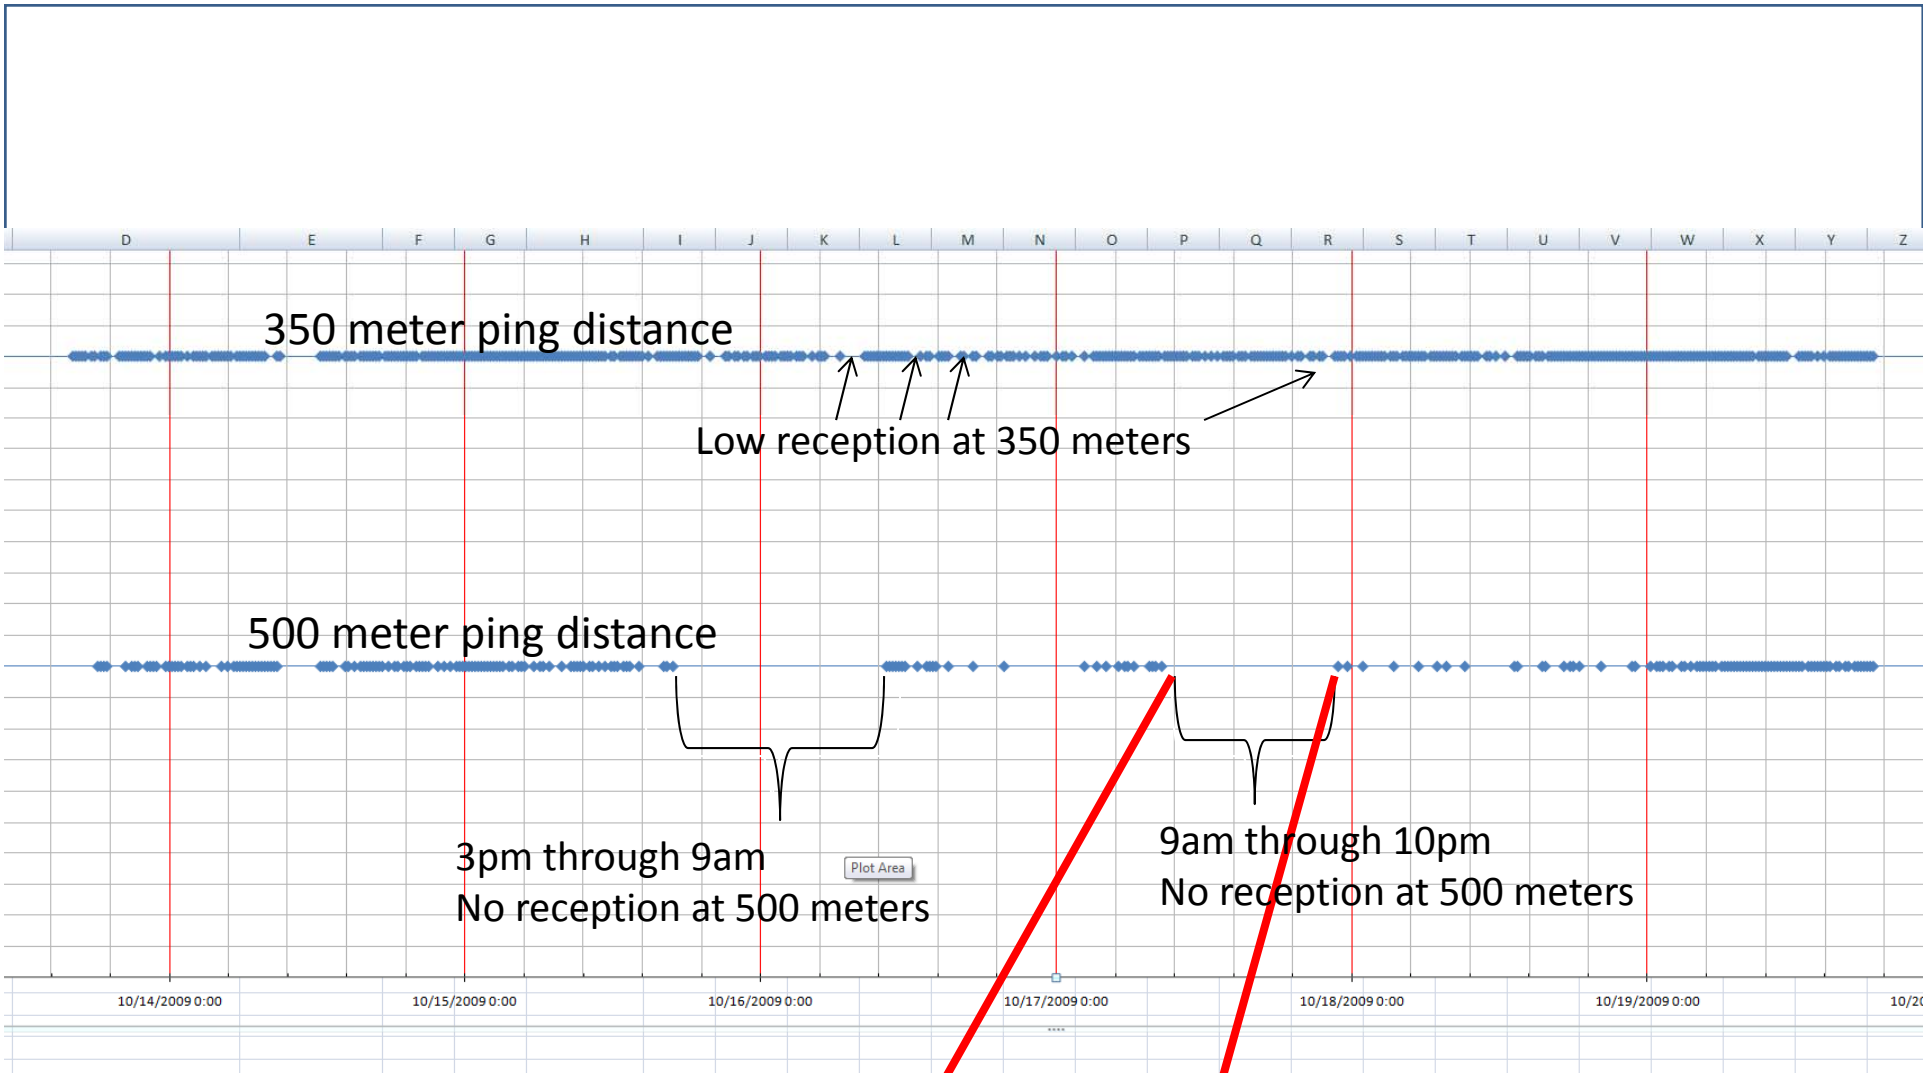 D E F G H I J K L M N O P Q R S T U V W X Y Z
350 meter ping distance
Low reception at 350 meters
500 meter ping distance
3pm through 9am
No reception at 500 meters
Plot Area
9am through 10pm
No reception at 500 meters
10/14/2009 0:00 10/15/2009 0:00 10/16/2009 0:00 10/17/2009 0:00 10/18/2009 0:00 10/19/2009 0:00 10/20